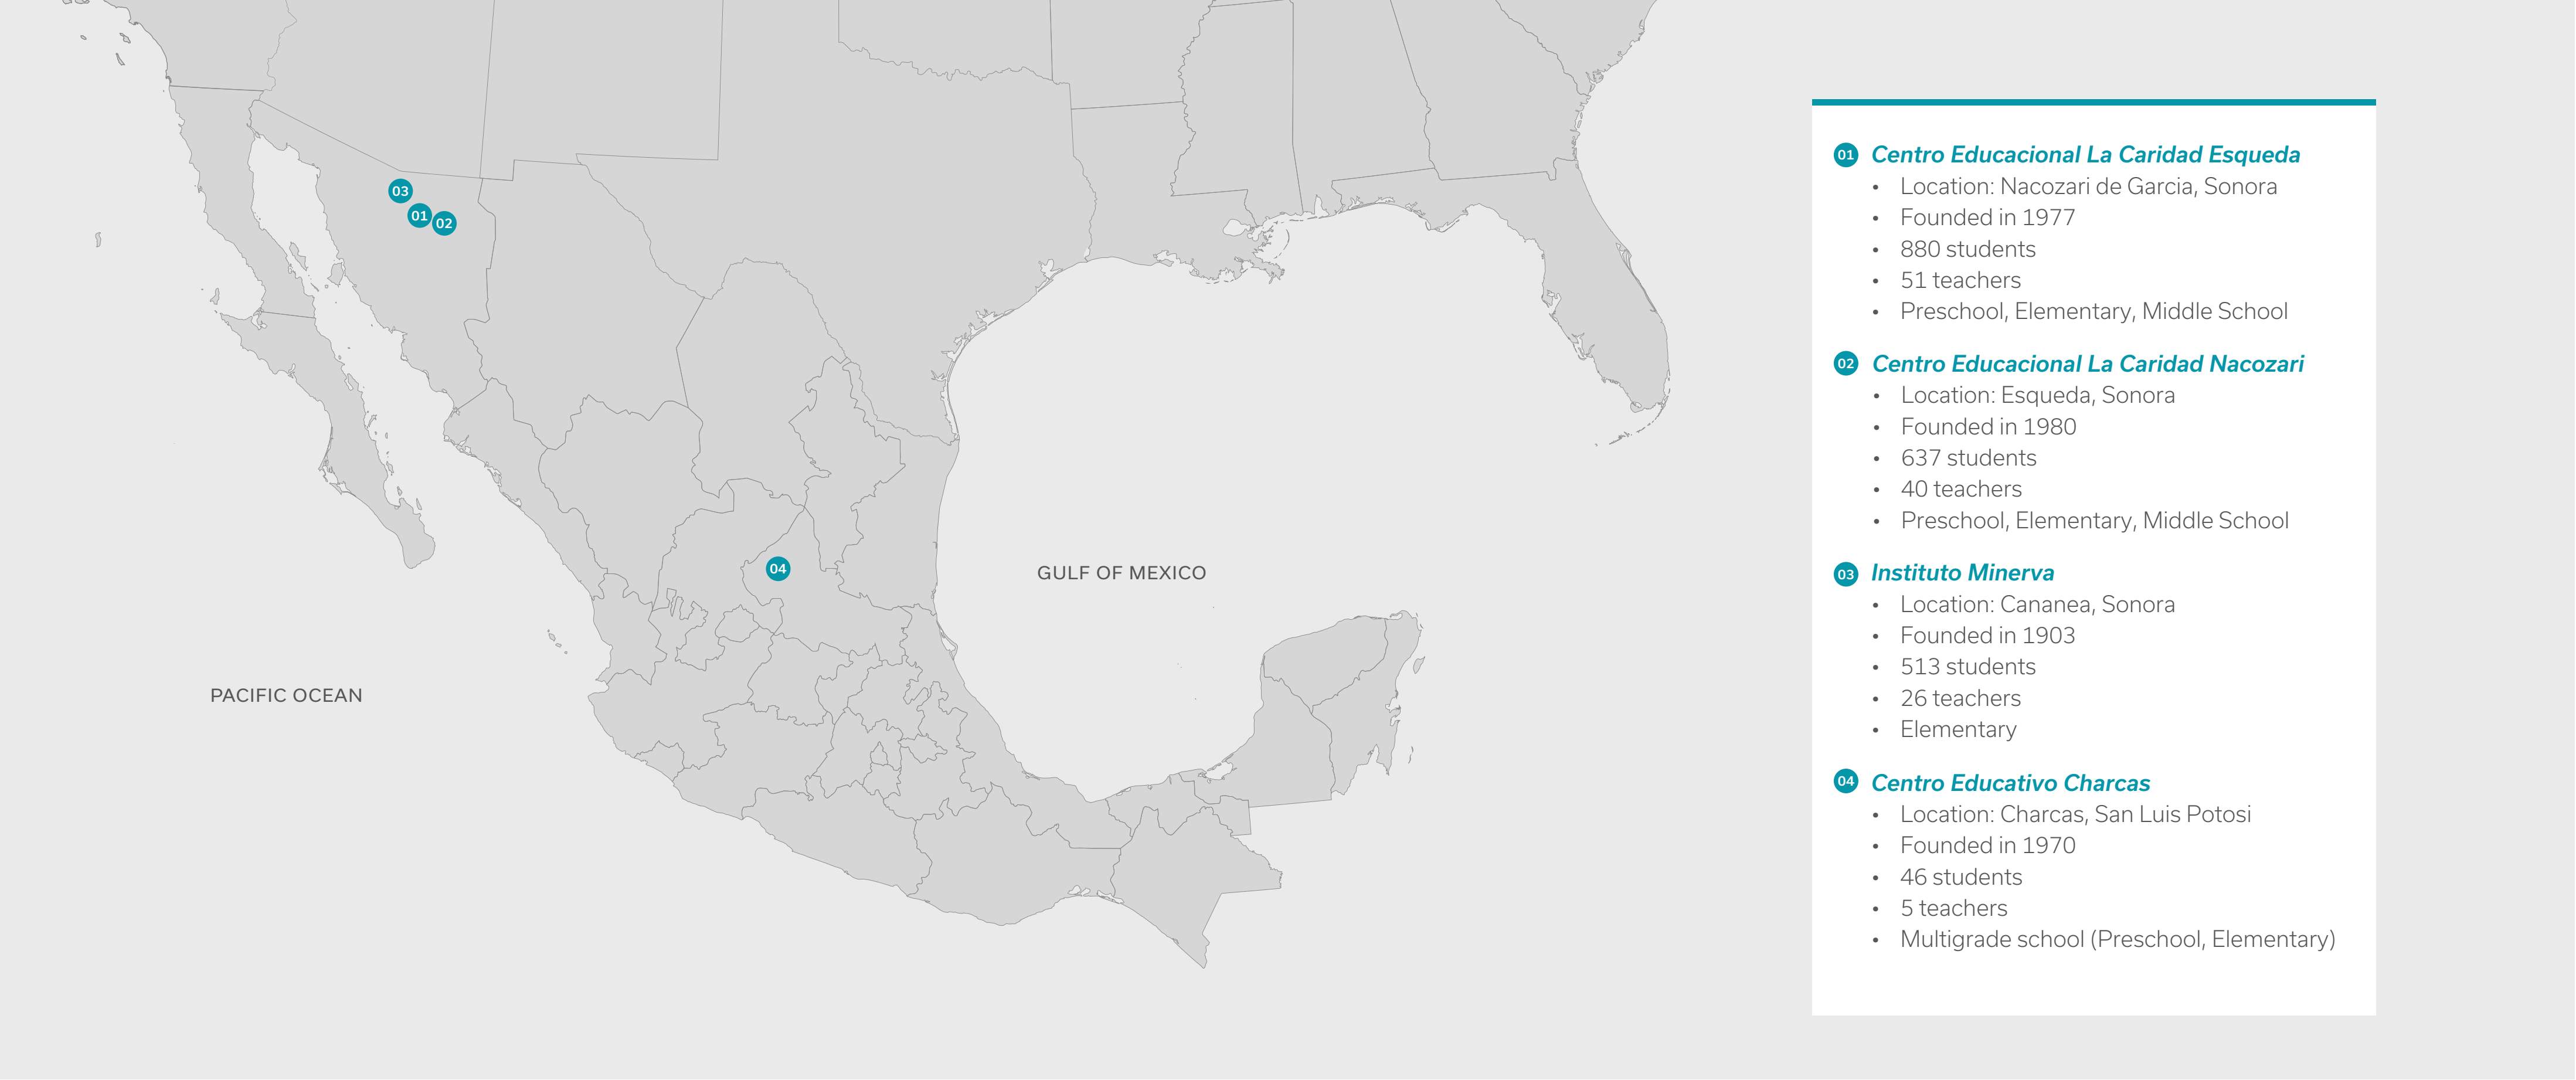 03
01
02
04
GULF OF MEXICO
PACIFIC OCEAN
01 Centro Educacional La Caridad Esqueda
• Location: Nacozari de Garcia, Sonora
• Founded in 1977
• 880 students
• 51 teachers
• Preschool, Elementary, Middle School
02 Centro Educacional La Caridad Nacozari
• Location: Esqueda, Sonora
• Founded in 1980
• 637 students
• 40 teachers
• Preschool, Elementary, Middle School
03 Instituto Minerva
• Location: Cananea, Sonora
• Founded in 1903
• 513 students
• 26 teachers
• Elementary
04 Centro Educativo Charcas
• Location: Charcas, San Luis Potosi
• Founded in 1970
• 46 students
• 5 teachers
• Multigrade school (Preschool, Elementary)